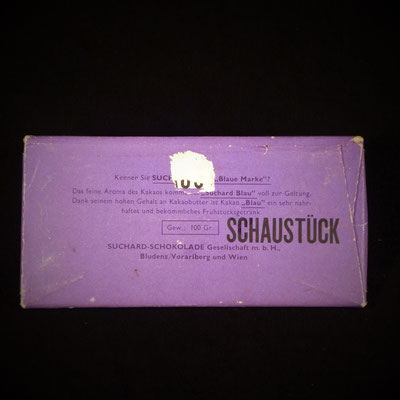 Kennen Sie SUCH „Blaue Marke"?
Das feine Aroma des Kakaos komm „Suchard Blau" voll zur Geltung.
Dank seinem hohen Gehalt an Kakaobutter ist Kakao „Blau" ein sehr nahr-
haftes und bekömmliches Frühstücksgetränk
Gew.: 100 Gr
SCHAUSTÜCK
SUCHARD-SCHOKOLADE Gesellschaft m. b. H.,
Bludenz/Vorarlberg und Wien